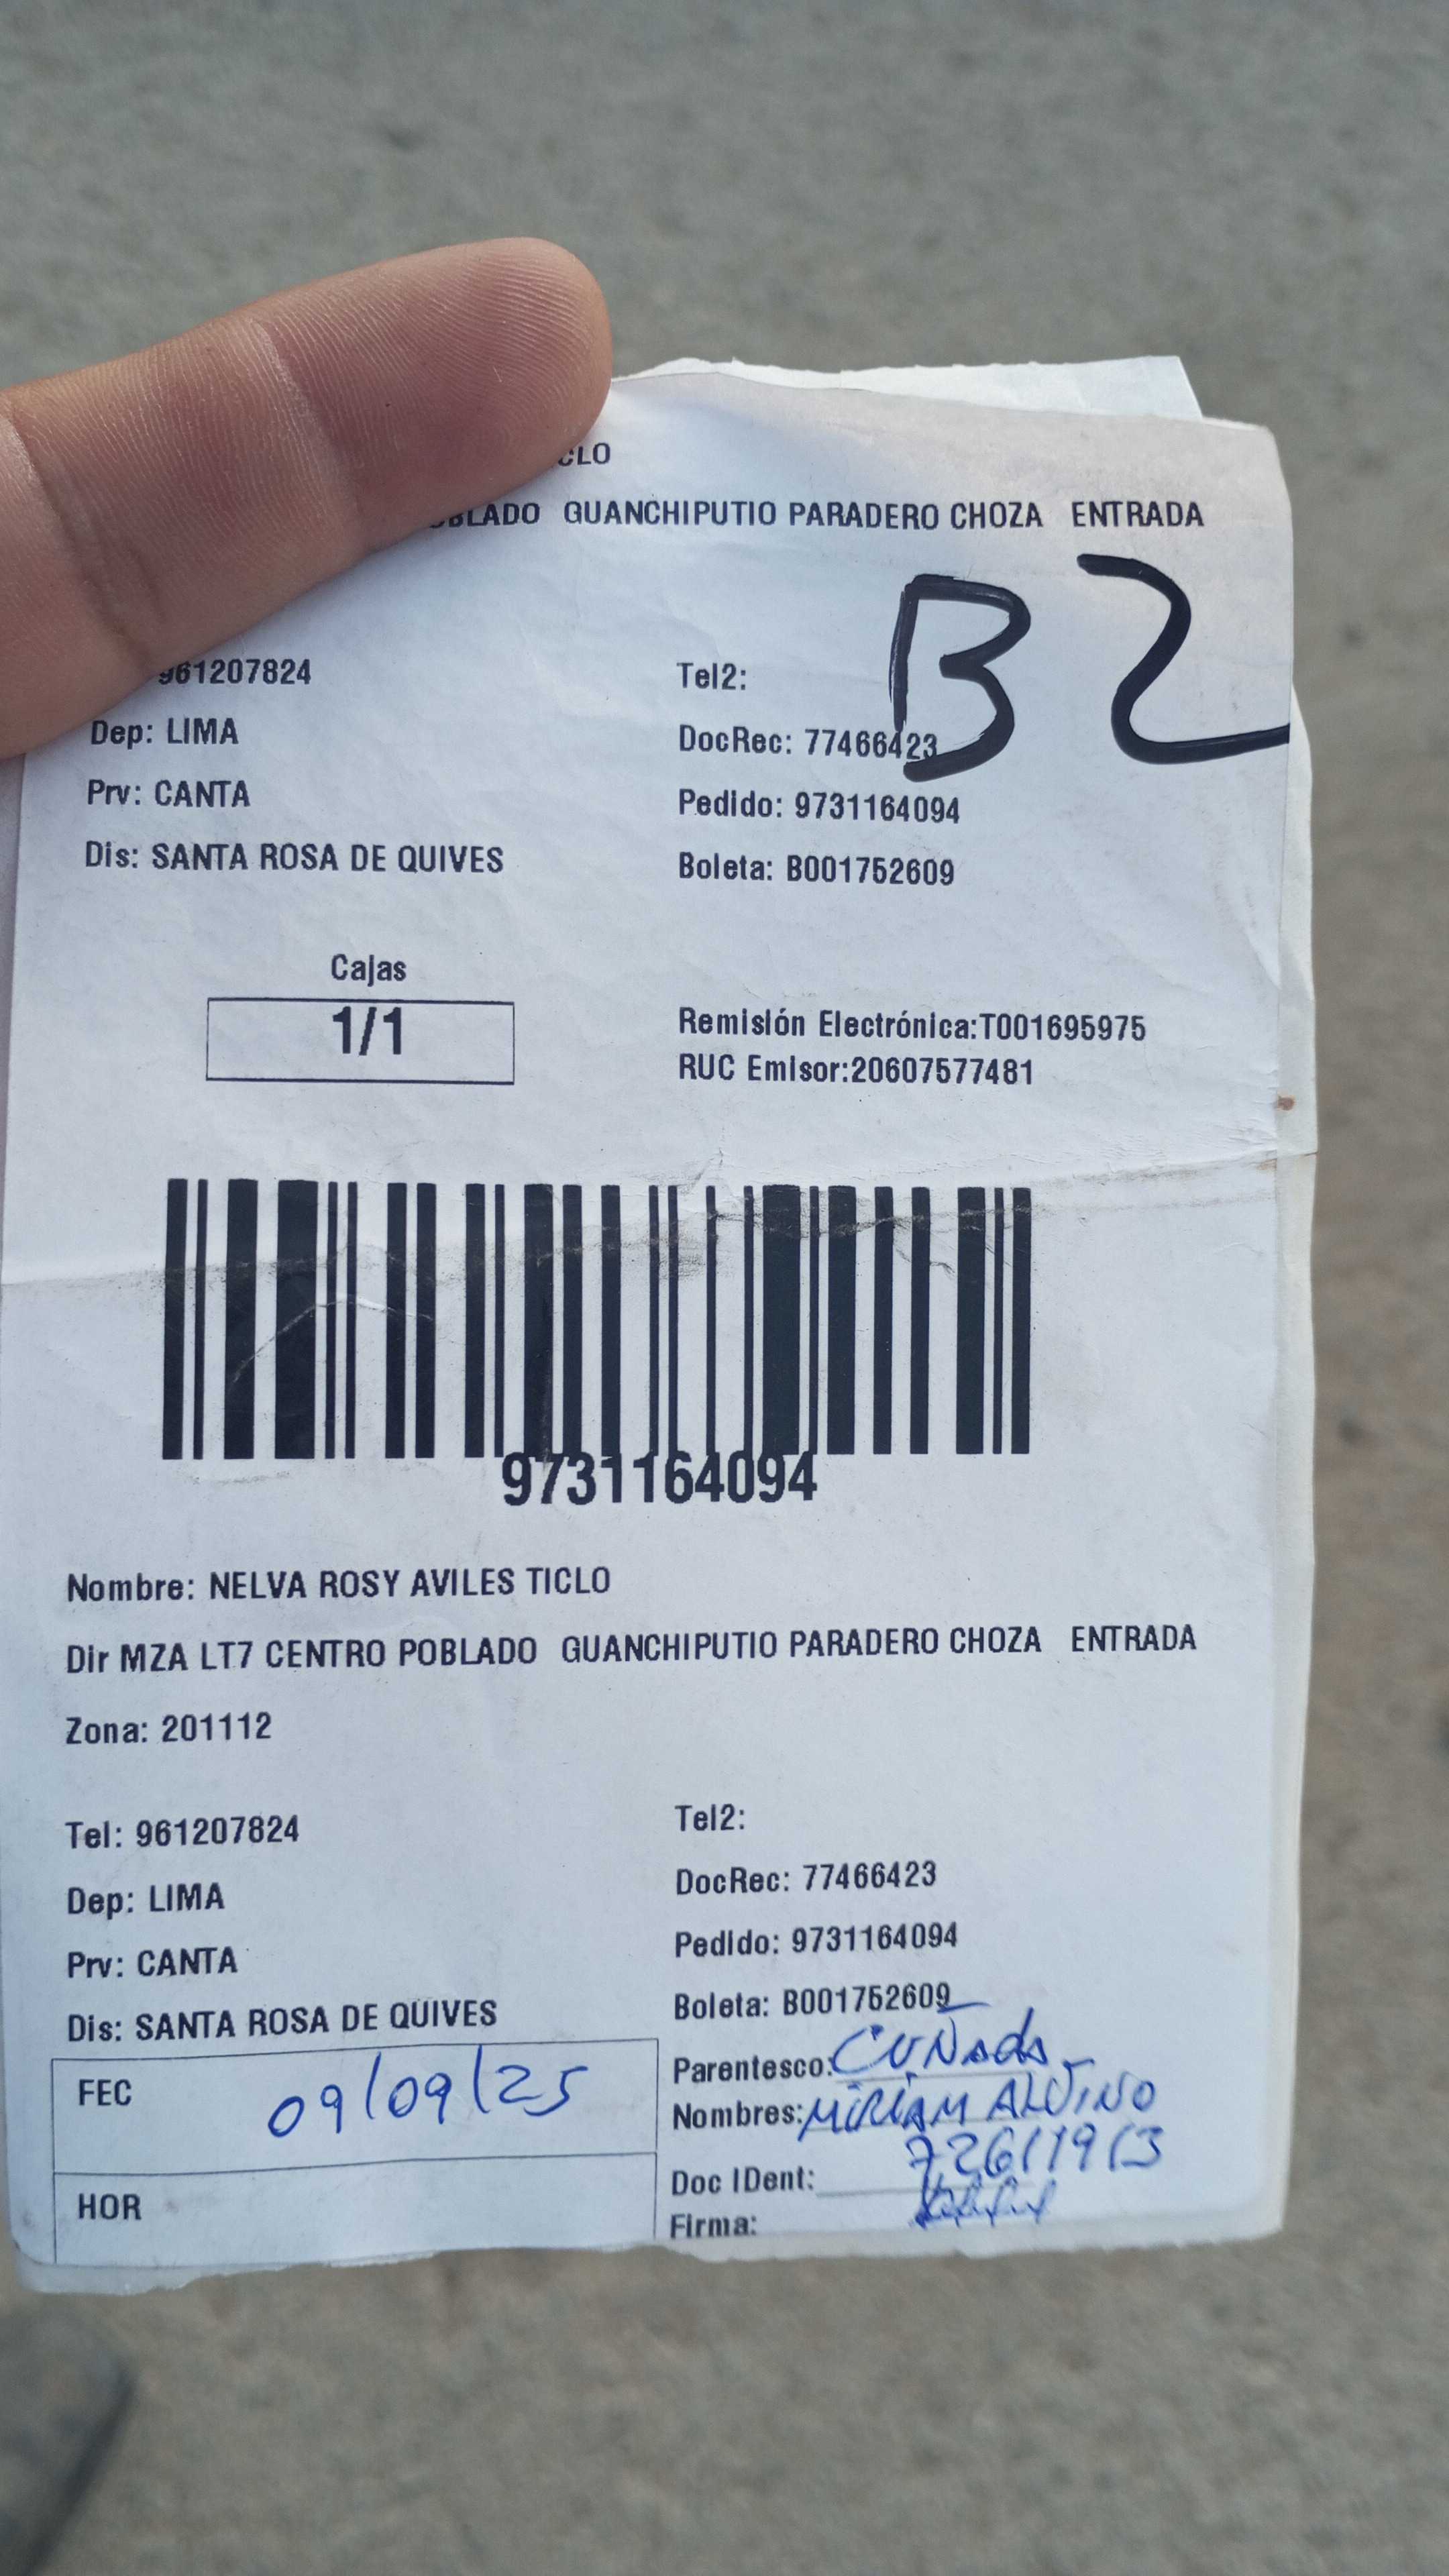 CLO
OBLADO GUANCHIPUTIO PARADERO CHOZA ENTRADA
B2
961207824
Tel2:
Dep: LIMA
DocRec: 77466423
Prv: CANTA
Pedido: 9731164094
Dis: SANTA ROSA DE QUIVES
Boleta: B001752609
Cajas
1/1
Remisión Electrónica:T001695975
RUC Emisor:20607577481
9731164094
Nombre: NELVA ROSY AVILES TICLO
Dir MZA LT7 CENTRO POBLADO GUANCHIPUTIO PARADERO CHOZA ENTRADA
Zona: 201112
Tel: 961207824
Tel2:
Dep: LIMA
DocRec: 77466423
Prv: CANTA
Pedido: 9731164094
Dis: SANTA ROSA DE QUIVES
Boleta: B001752609
FEC 09/09/25
Parentesco: CUÑada
Nombres: MIRIAM ALVINO
Doc IDent: 72611913
HOR
Firma: